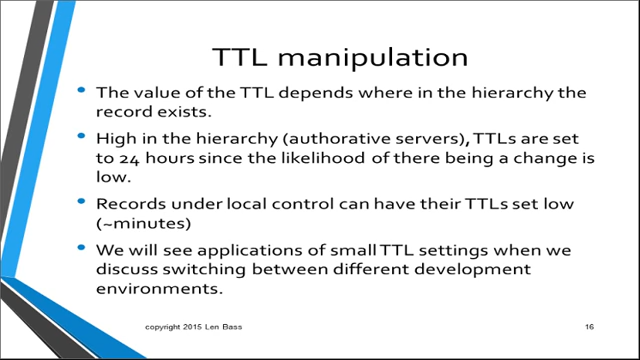 TTL manipulation
The value of the TTL depends where in the hierarchy the
record exists.
High in the hierarchy (authorative servers), TTLs are set
to 24 hours since the likelihood of there being a change is
low.
Records under local control can have their TTLs set low
(~minutes)
We will see applications of small TTL settings when we
discuss switching between different development
environments.
copyright 2015 Len Bass
16